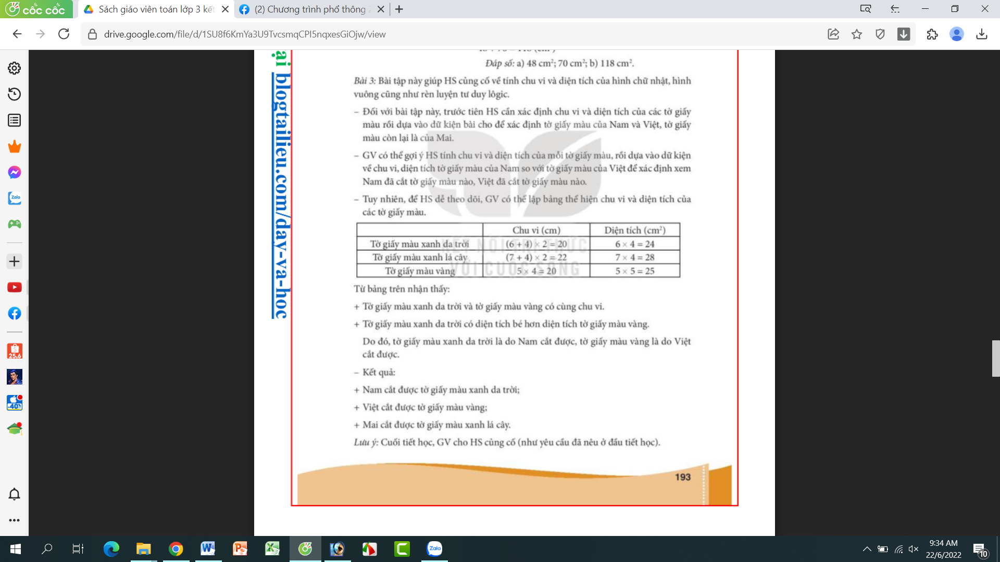 cốc cốc
Sách giáo viên toán lớp 3 kết
(2) Chương trình phổ thông 2
drive.google.com/file/d/1SU8f6KmYa3U9TvcsmqCPI5nqxesGiOjw/view
ại blogtailieu.com/day-va-hoc
Đáp số: a) 48 cm²; 70 cm²; b) 118 cm².
Bài 3: Bài tập này giúp HS củng cố về tính chu vi và diện tích của hình chữ nhật, hình
vuông cũng như rèn luyện tư duy lôgic.
– Đối với bài tập này, trước tiên HS cần xác định chu vi và diện tích của các tờ giấy
màu rồi dựa vào dữ kiện bài cho để xác định tờ giấy màu của Nam và Việt, tờ giấy
màu còn lại là của Mai.
– GV có thể gợi ý HS tính chu vi và diện tích của mỗi tờ giấy màu, rồi dựa vào dữ kiện
về chu vi, diện tích tờ giấy màu của Nam so với tờ giấy màu của Việt để xác định xem
Nam đã cắt tờ giấy màu nào, Việt đã cắt tờ giấy màu nào.
– Tuy nhiên, để HS dễ theo dõi, GV có thể lập bảng thể hiện chu vi và diện tích của
các tờ giấy màu.
Chu vi (cm) Diện tích (cm²)
Tờ giấy màu xanh da trời (6 + 4) × 2 = 20 6 × 4 = 24
Tờ giấy màu xanh lá cây (7 + 4) × 2 = 22 7 × 4 = 28
Tờ giấy màu vàng 5 × 4 = 20 5 × 5 = 25
KẾT NỐI TRI THỨC
VỚI CUỘC SỐNG
Từ bảng trên nhận thấy:
+ Tờ giấy màu xanh da trời và tờ giấy màu vàng có cùng chu vi.
+ Tờ giấy màu xanh da trời có diện tích bé hơn diện tích tờ giấy màu vàng.
Do đó, tờ giấy màu xanh da trời là do Nam cắt được, tờ giấy màu vàng là do Việt
cắt được.
– Kết quả:
+ Nam cắt được tờ giấy màu xanh da trời;
+ Việt cắt được tờ giấy màu vàng;
+ Mai cắt được tờ giấy màu xanh lá cây.
Lưu ý: Cuối tiết học, GV cho HS củng cố (như yêu cầu đã nêu ở đầu tiết học).
193
Zalo
25.6
Zalo
9:34 AM
22/6/2022
10